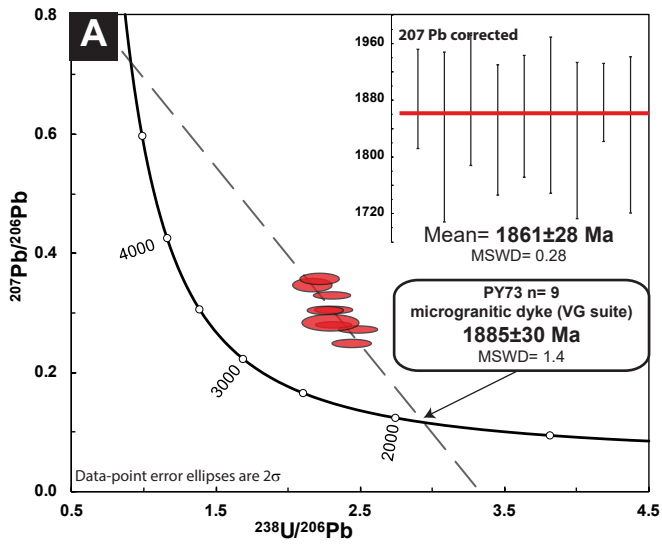 A
207 Pb corrected
1960
1880
1800
1720
Mean= 1861±28 Ma
MSWD= 0.28
PY73 n= 9
microgranitic dyke (VG suite)
1885±30 Ma
MSWD= 1.4
0.8
0.6
0.4
0.2
0.0
207Pb/206Pb
4000
3000
2000
Data-point error ellipses are 2σ
0.5
1.5
2.5
3.5
4.5
238U/206Pb